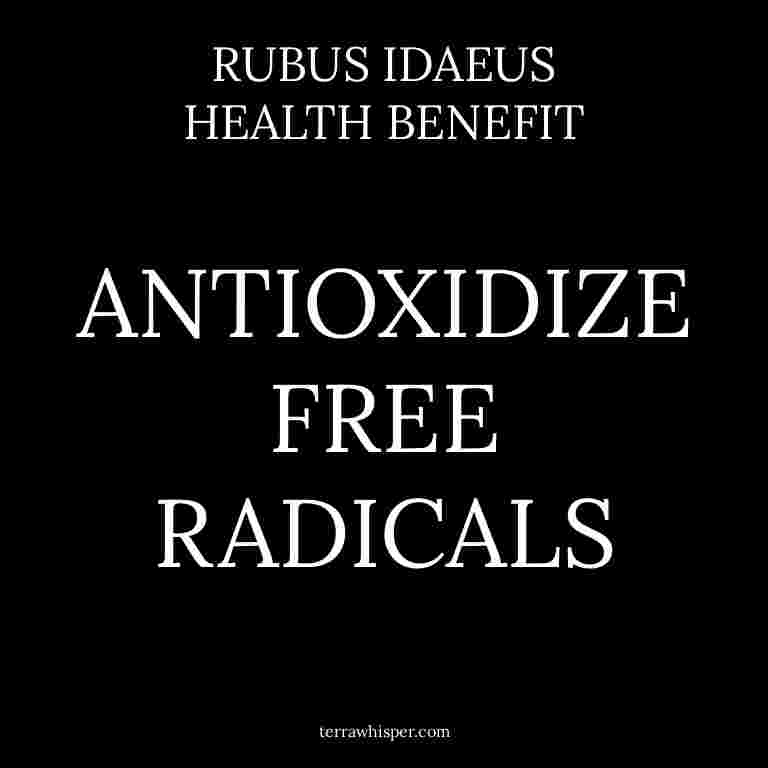 RUBUS IDAEUS
HEALTH BENEFIT
ANTIOXIDIZE
FREE
RADICALS
terrawhisper.com